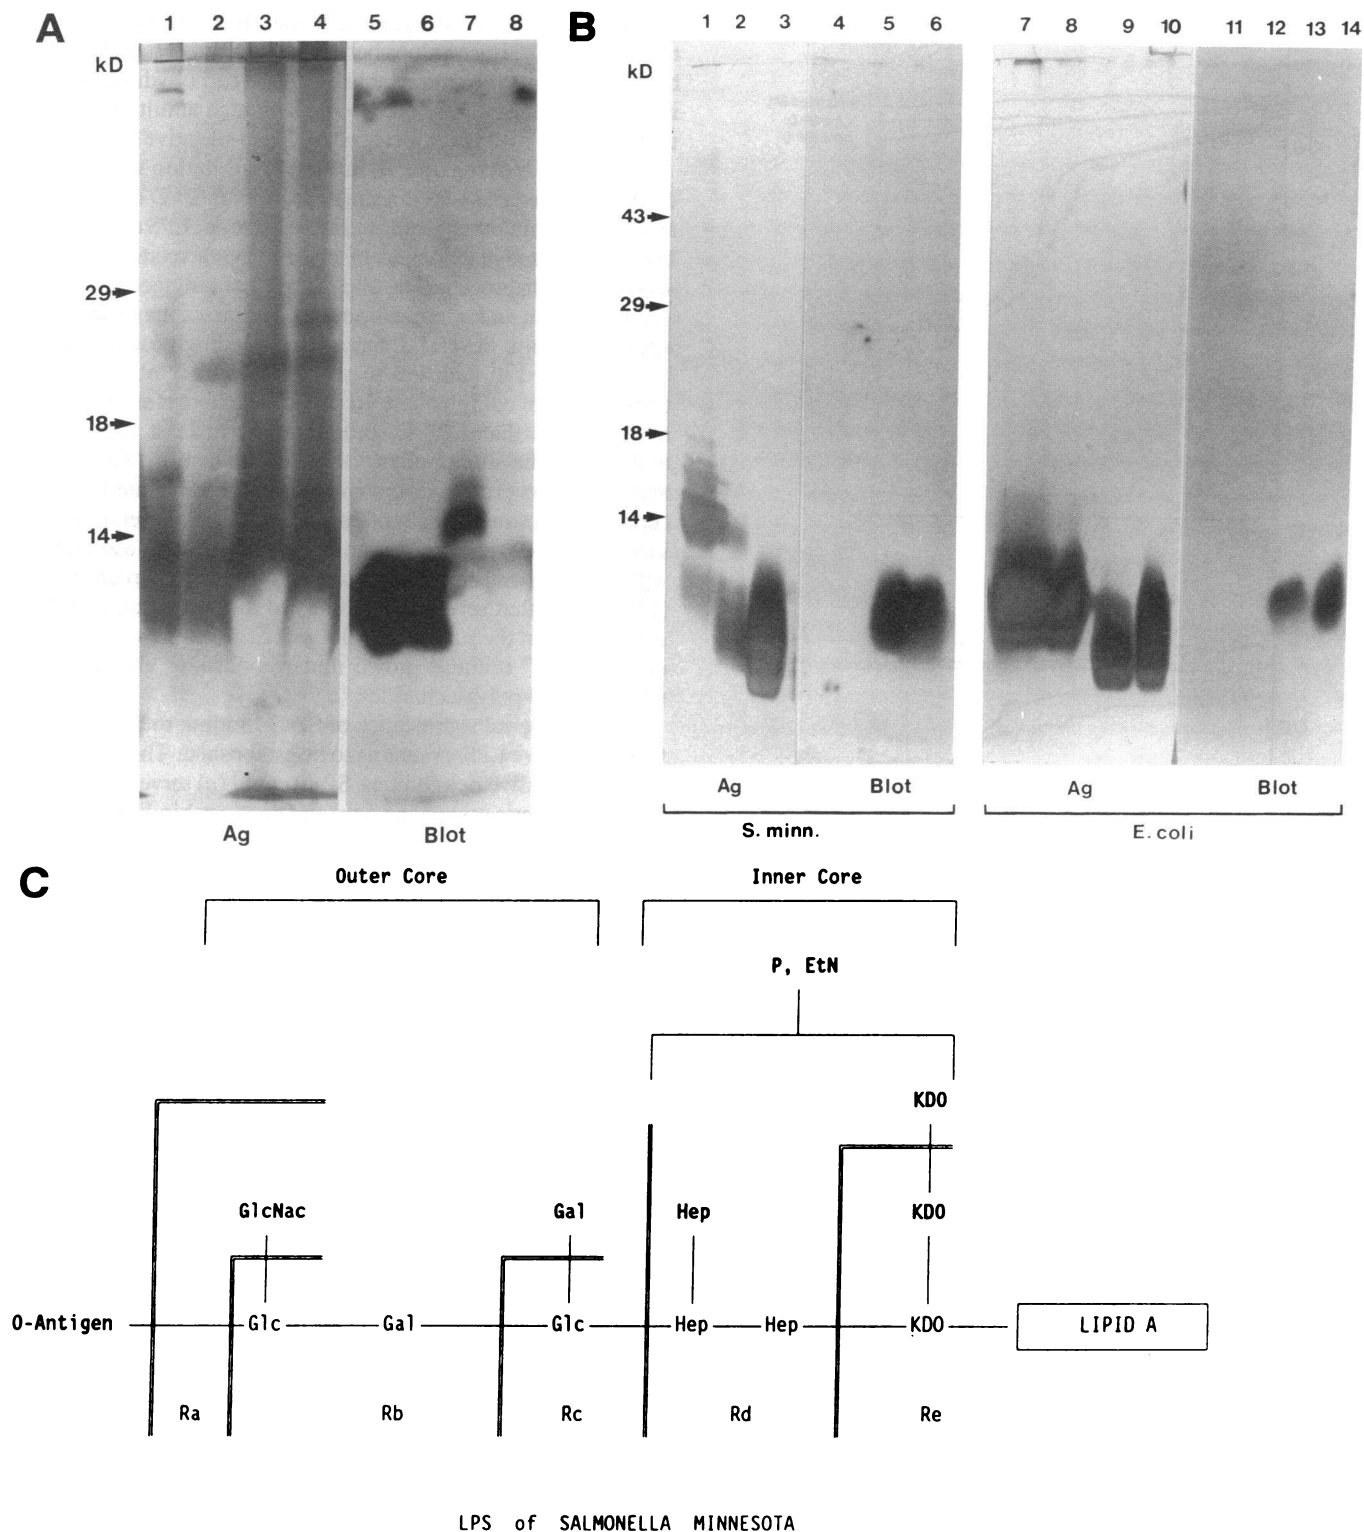 A
1 2 3 4 5 6 7 8
kD
29
18
14
Ag
Blot
B
1 2 3 4 5 6 7 8 9 10 11 12 13 14
kD
43
29
18
14
Ag
Blot
Ag
Blot
S. minn.
E. coli
C
Outer Core
Inner Core
P, EtN
KDO
GlcNac
Gal
Hep
KDO
O-Antigen
Glc
Gal
Glc
Hep
Hep
KDO
LIPID A
Ra
Rb
Rc
Rd
Re
LPS of SALMONELLA MINNESOTA